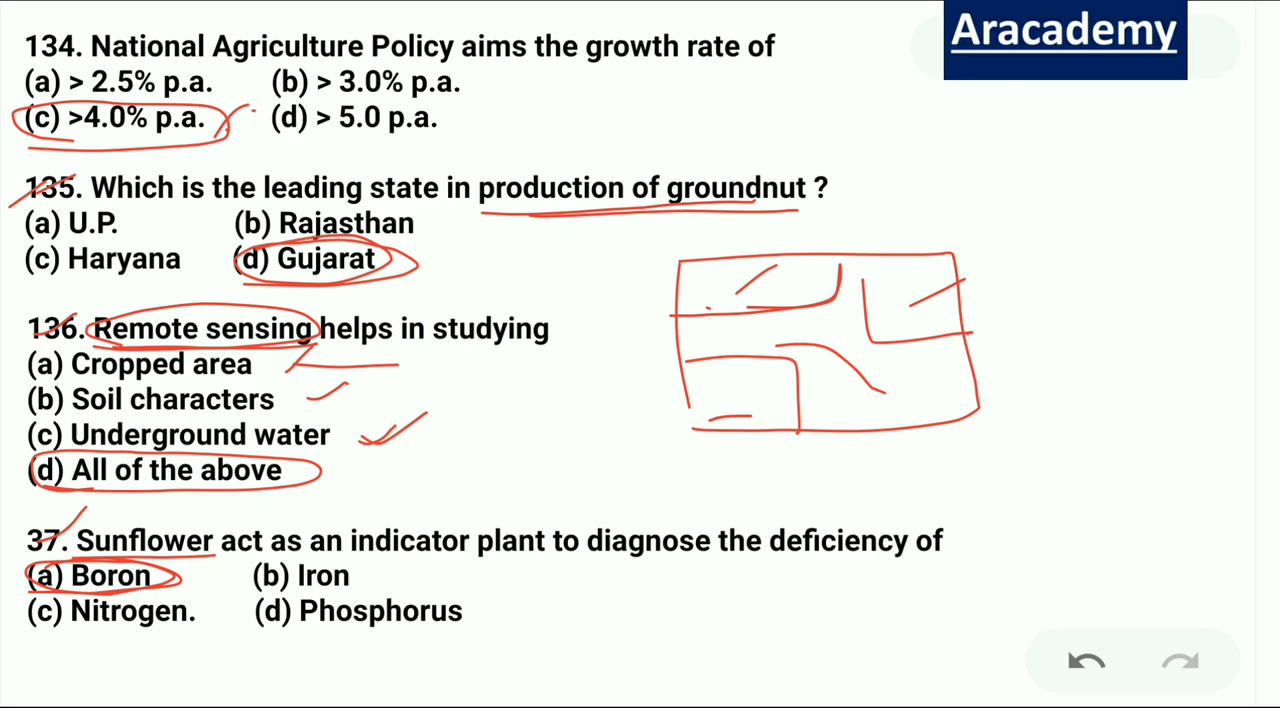 Aracademy
134. National Agriculture Policy aims the growth rate of
(a) > 2.5% p.a. (b) > 3.0% p.a.
(c) >4.0% p.a. (d) > 5.0 p.a.
135. Which is the leading state in production of groundnut ?
(a) U.P. (b) Rajasthan
(c) Haryana (d) Gujarat
136. Remote sensing helps in studying
(a) Cropped area
(b) Soil characters
(c) Underground water
(d) All of the above
37. Sunflower act as an indicator plant to diagnose the deficiency of
(a) Boron (b) Iron
(c) Nitrogen. (d) Phosphorus